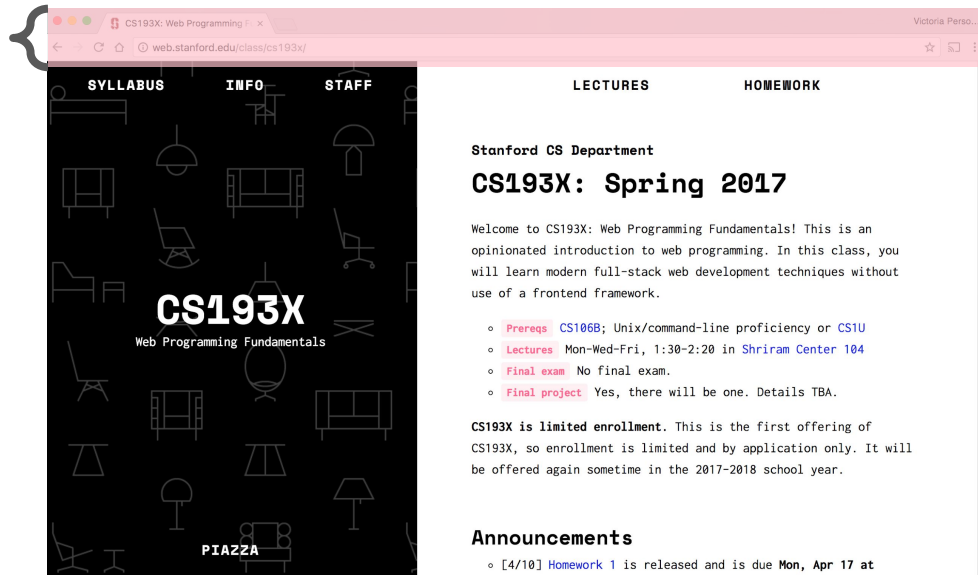 CS193X: Web Programming F
Victoria Perso...
web.stanford.edu/class/cs193x/
SYLLABUS INFO STAFF
LECTURES HOMEWORK
CS193X
Web Programming Fundamentals
PIAZZA
Stanford CS Department
CS193X: Spring 2017
Welcome to CS193X: Web Programming Fundamentals! This is an
opinionated introduction to web programming. In this class, you
will learn modern full-stack web development techniques without
use of a frontend framework.
Prereqs CS106B; Unix/command-line proficiency or CS1U
Lectures Mon-Wed-Fri, 1:30-2:20 in Shriram Center 104
Final exam No final exam.
Final project Yes, there will be one. Details TBA.
CS193X is limited enrollment. This is the first offering of
CS193X, so enrollment is limited and by application only. It will
be offered again sometime in the 2017-2018 school year.
Announcements
[4/10] Homework 1 is released and is due Mon, Apr 17 at